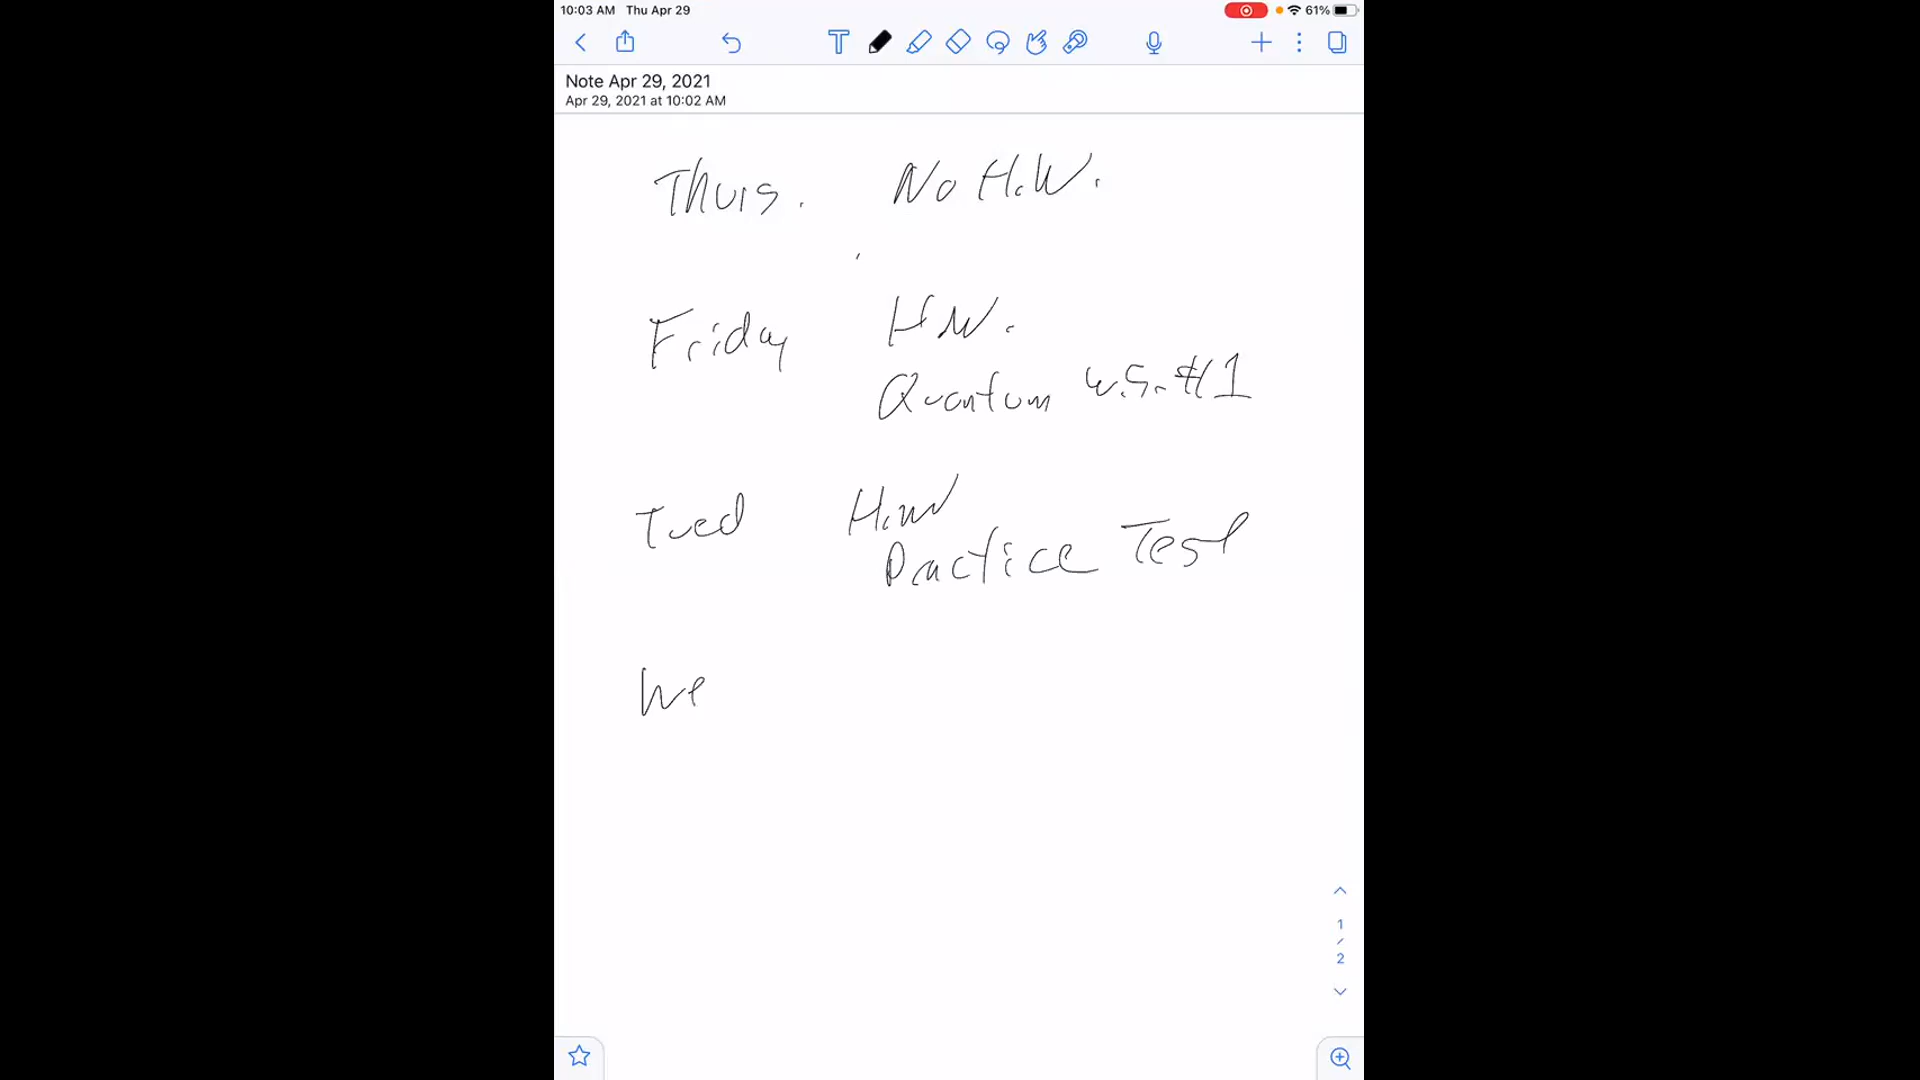 10:03 AM Thu Apr 29 61%
Note Apr 29, 2021
Apr 29, 2021 at 10:02 AM
Thurs. No H.W.
Friday H.W.
Quantum W.S. #1
Tued H.W
Practice Test
We
1
/
2